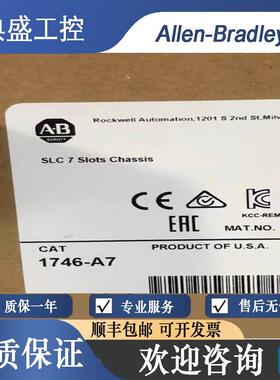 典盛工控
Allen-Bradley
A-B
Rockwell Automation,1201 S 2nd St,Milv
SLC 7 Slots Chassis
CE
EAC
KCC-REM
MAT.NO.
CAT
PRODUCT OF U.S.A.
1746-A7
质保一年
专业服务
售后无
顺丰包邮 可开发票
质保
欢迎咨询